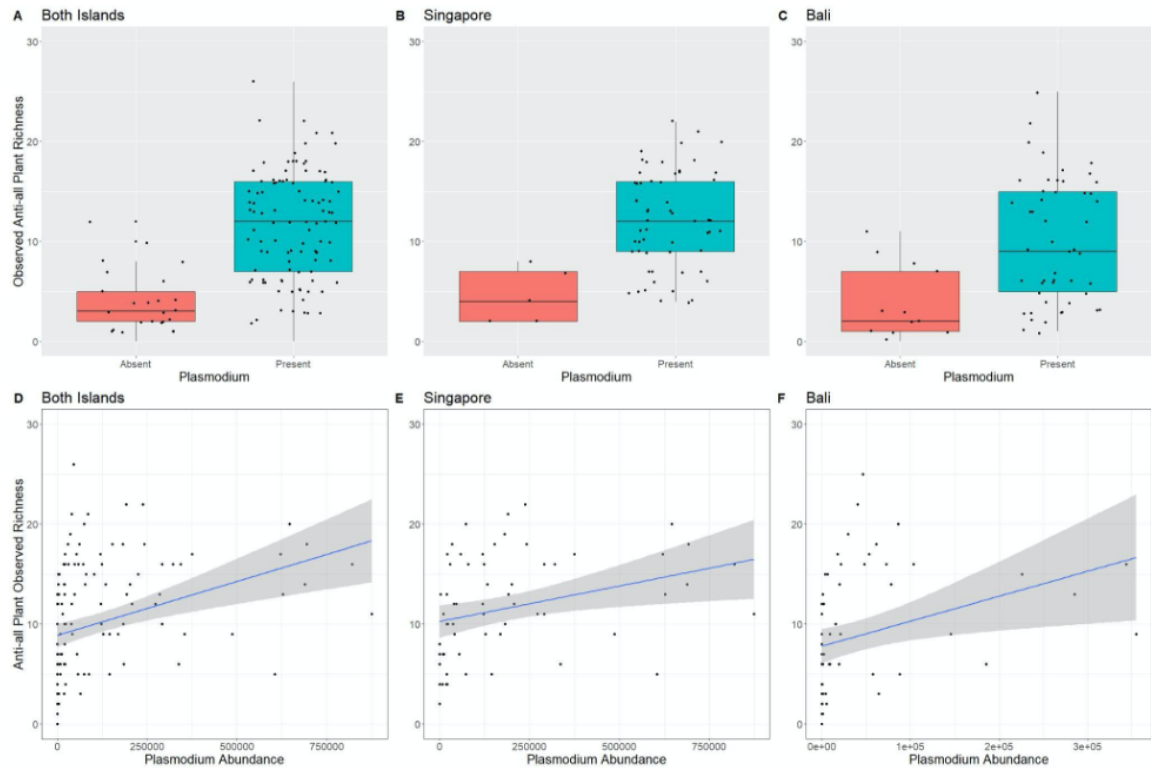 A Both Islands
B Singapore
C Bali
Observed Anti-all Plant Richness
30
20
10
0
Absent
Present
Plasmodium
30
20
10
0
Absent
Present
Plasmodium
30
20
10
0
Absent
Present
Plasmodium
D Both Islands
E Singapore
F Bali
Anti-all Plant Observed Richness
30
20
10
0
0
250000
500000
750000
Plasmodium Abundance
30
20
10
0
0
250000
500000
750000
Plasmodium Abundance
30
20
10
0
0e+00
1e+05
2e+05
3e+05
Plasmodium Abundance